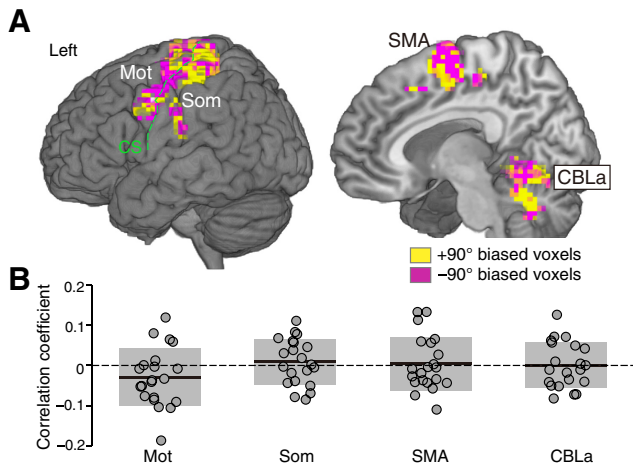 A
Left
SMA
Mot
Som
CS
CBLa
+90° biased voxels
−90° biased voxels
B
Correlation coefficient
0.2
0.1
0
−0.1
−0.2
Mot Som SMA CBLa